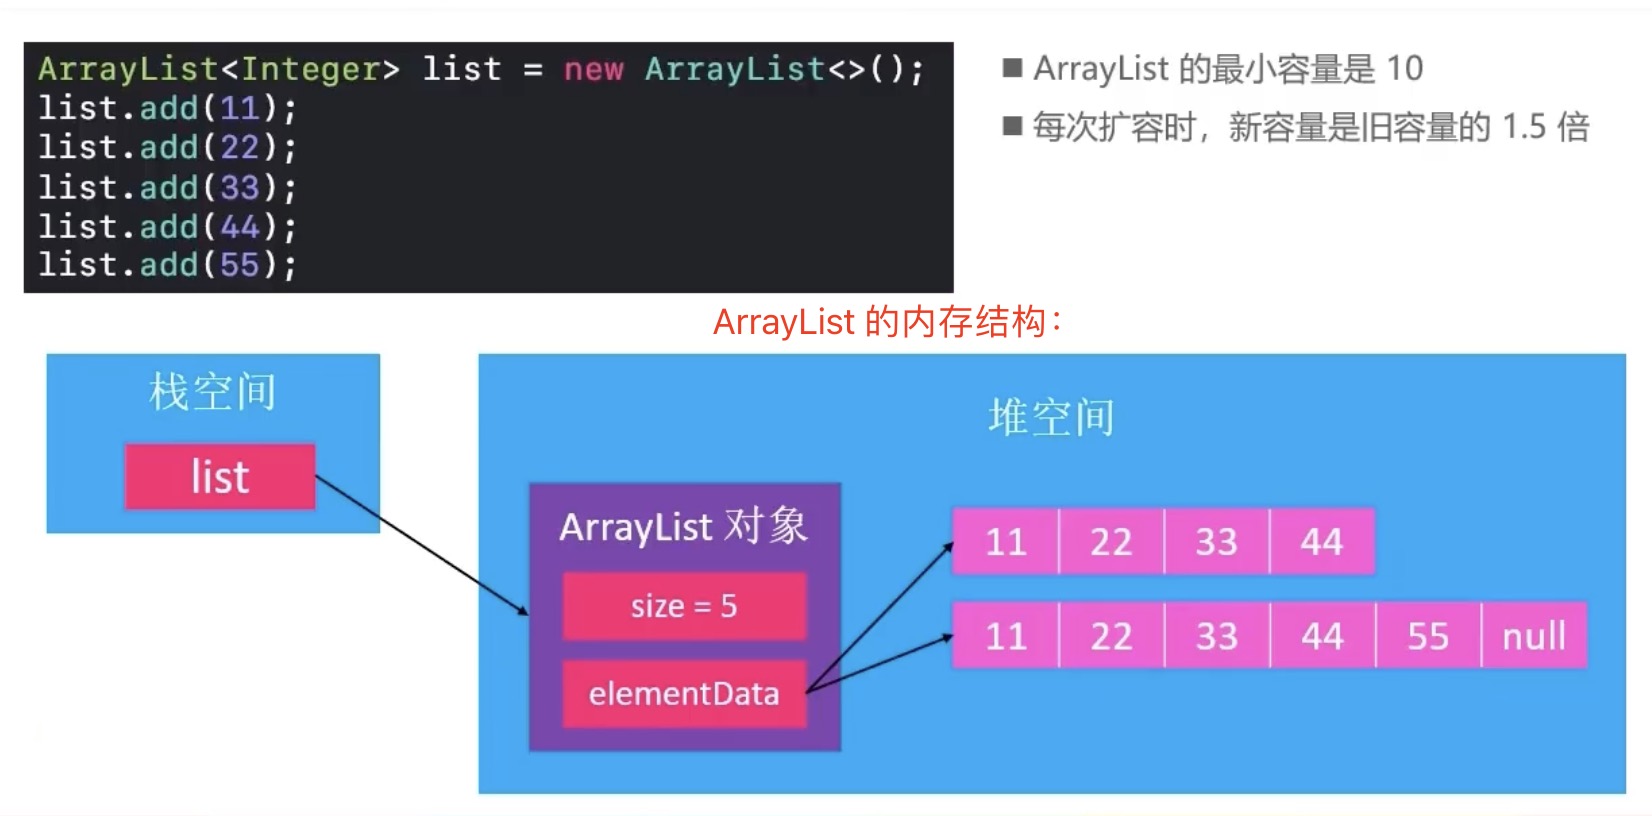 ArrayList<Integer> list = new ArrayList<>();
list.add(11);
list.add(22);
list.add(33);
list.add(44);
list.add(55);
■ ArrayList 的最小容量是 10
■ 每次扩容时，新容量是旧容量的 1.5 倍
ArrayList 的内存结构：
栈空间
list
堆空间
ArrayList 对象
size = 5
elementData
11 22 33 44
11 22 33 44 55 null